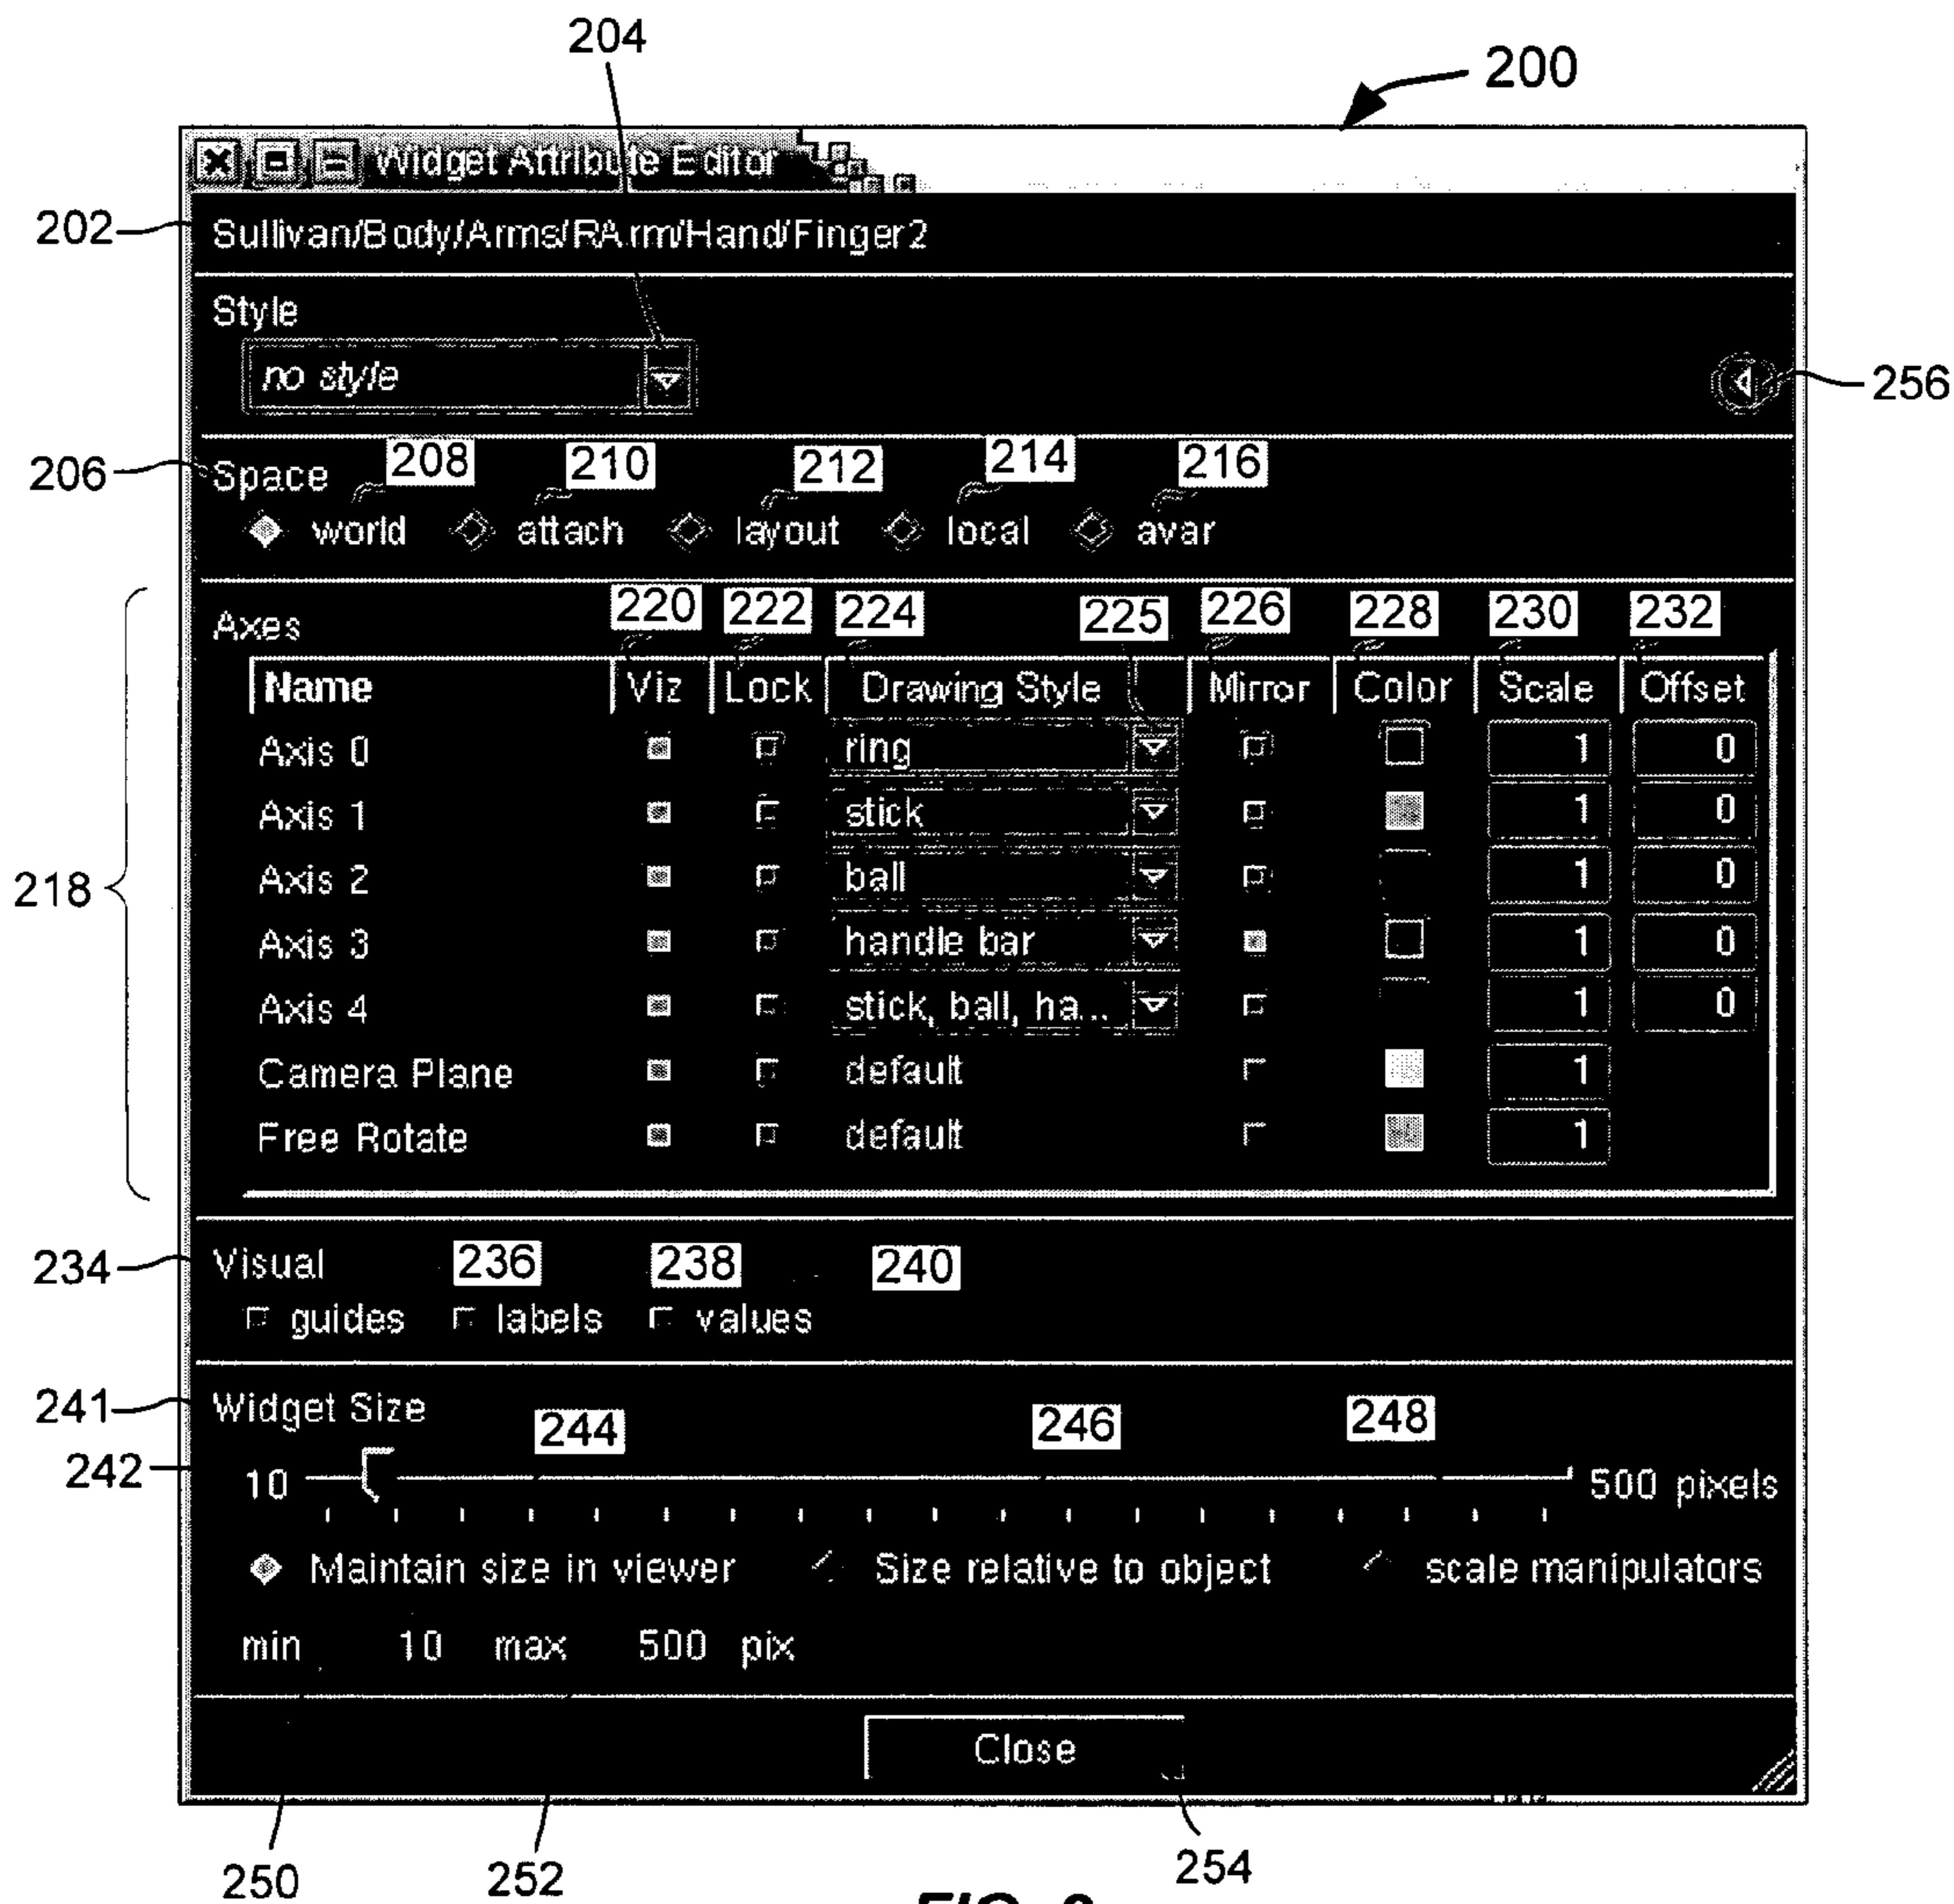 204
200
Widget Attribute Editor
202
Sullivan/Body/Arms/RArm/Hand/Finger2
Style
no style
256
206
Space
208
210
212
214
216
world attach layout local avar
218
Axes
220
222
224
225
226
228
230
232
Name Viz Lock Drawing Style Mirror Color Scale Offset
Axis 0 ring 1 0
Axis 1 stick 1 0
Axis 2 ball 1 0
Axis 3 handle bar 1 0
Axis 4 stick, ball, ha... 1 0
Camera Plane default 1
Free Rotate default 1
234
Visual
236
238
240
guides labels values
241
Widget Size
242
244
246
248
10 500 pixels
Maintain size in viewer Size relative to object scale manipulators
min 10 max 500 pix
Close
250
252
254